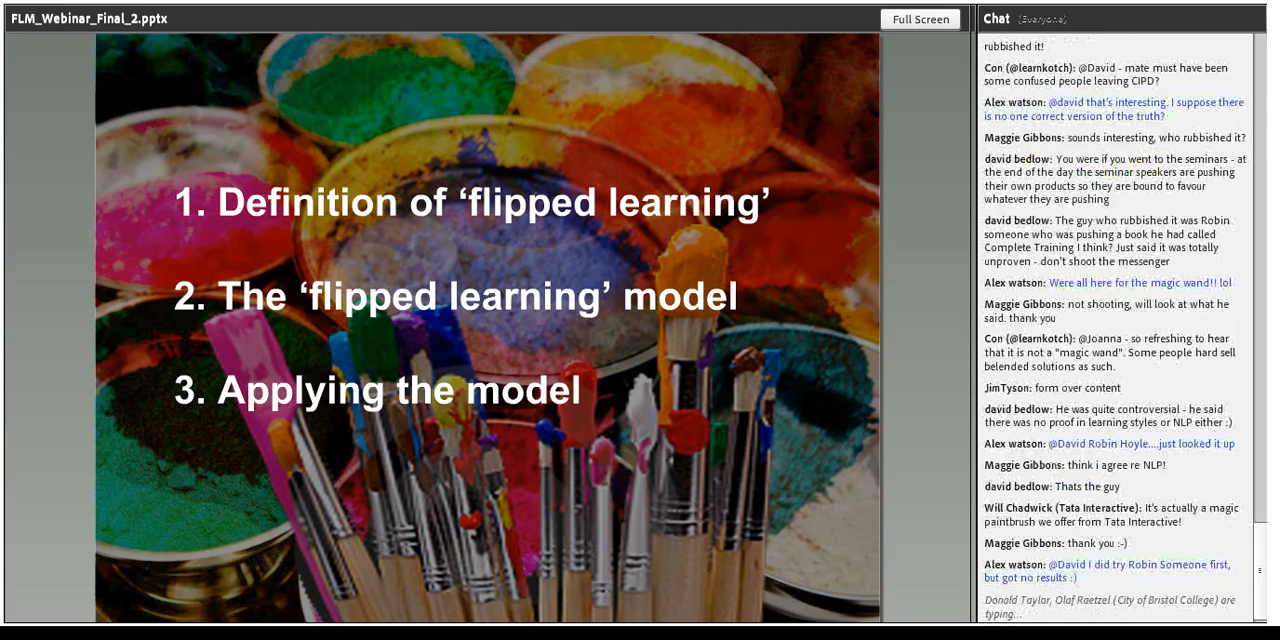 FLM_Webinar_Final_2.pptx
Full Screen
1. Definition of ‘flipped learning’
2. The ‘flipped learning’ model
3. Applying the model
Chat (Everyone)
rubbished it!
Con (@learnkotch): @David - mate must have been
some confused people leaving CIPD?
Alex watson: @david that's interesting. I suppose there
is no one correct version of the truth?
Maggie Gibbons: sounds interesting, who rubbished it?
david bedlow: You were if you went to the seminars - at
the end of the day the seminar speakers are pushing
their own products so they are bound to favour
whatever they are pushing
david bedlow: The guy who rubbished it was Robin
someone who was pushing a book he had called
Complete Training I think? Just said it was totally
unproven - don't shoot the messenger
Alex watson: Were all here for the magic wand!! lol
Maggie Gibbons: not shooting, will look at what he
said. thank you
Con (@learnkotch): @Joanna - so refreshing to hear
that it is not a "magic wand". Some people hard sell
belended solutions as such.
JimTyson: form over content
david bedlow: He was quite controversial - he said
there was no proof in learning styles or NLP either :)
Alex watson: @David Robin Hoyle....just looked it up
Maggie Gibbons: think i agree re NLP!
david bedlow: Thats the guy
Will Chadwick (Tata Interactive): It's actually a magic
paintbrush we offer from Tata Interactive!
Maggie Gibbons: thank you :-)
Alex watson: @David I did try Robin Someone first,
but got no results :)
Donald Taylor, Olaf Raetzel (City of Bristol College) are
typing...